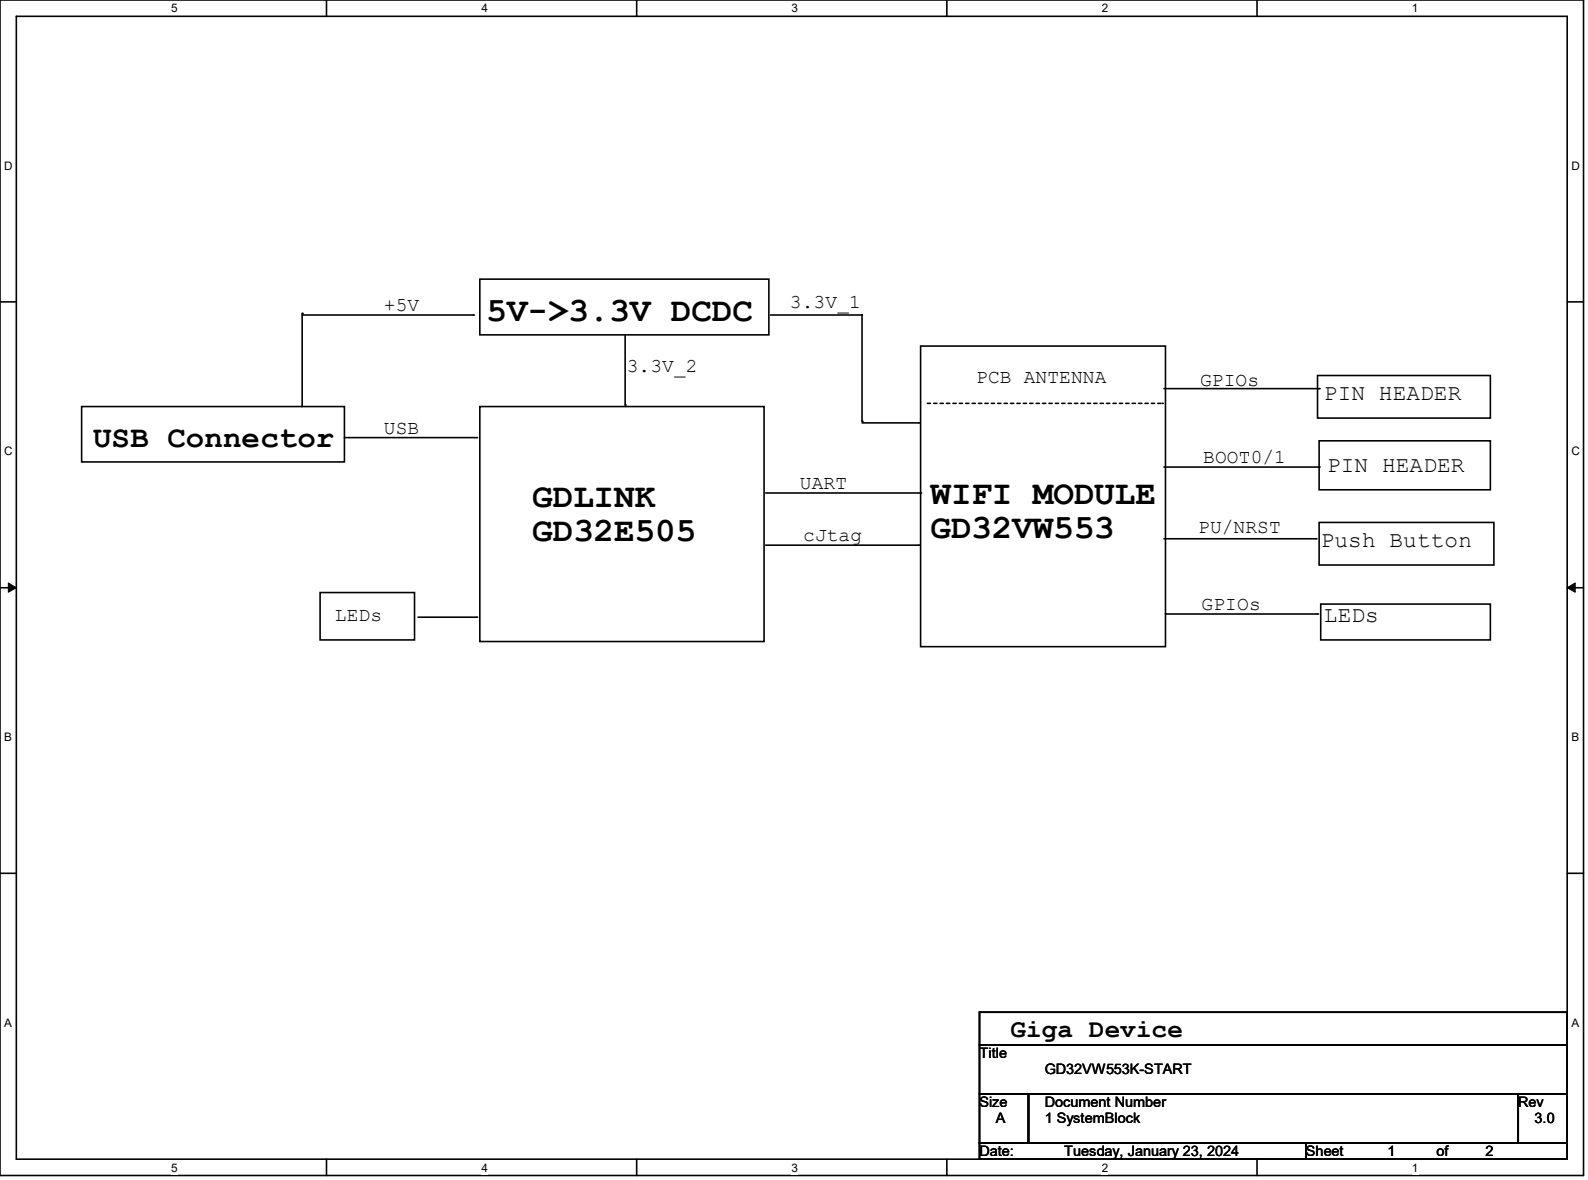 5 4 3 2 1
D D
5V->3.3V DCDC
+5V
3.3V_1
3.3V_2
PCB ANTENNA
GPIOs
PIN HEADER
USB Connector
USB
C C
BOOT0/1
PIN HEADER
UART
GDLINK
GD32E505
WIFI MODULE
GD32VW553
cJtag
PU/NRST
Push Button
LEDs
GPIOs
LEDs
B B
A A
Giga Device
Title
GD32VW553K-START
Size
A
Document Number
1 SystemBlock
Rev
3.0
Date: Tuesday, January 23, 2024 Sheet 1 of 2
5 4 3 2 1